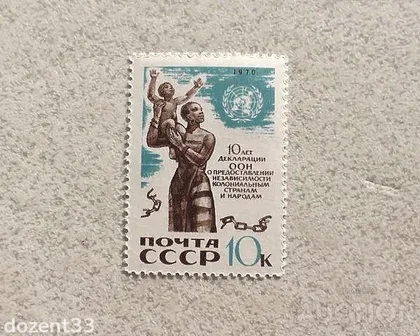 1970
10 ЛЕТ
ДЕКЛАРАЦИИ
ООН
О ПРЕДОСТАВЛЕНИИ
НЕЗАВИСИМОСТИ
КОЛОНИАЛЬНЫМ
СТРАНАМ
И НАРОДАМ
ПОЧТА
СССР 10К
dozent33